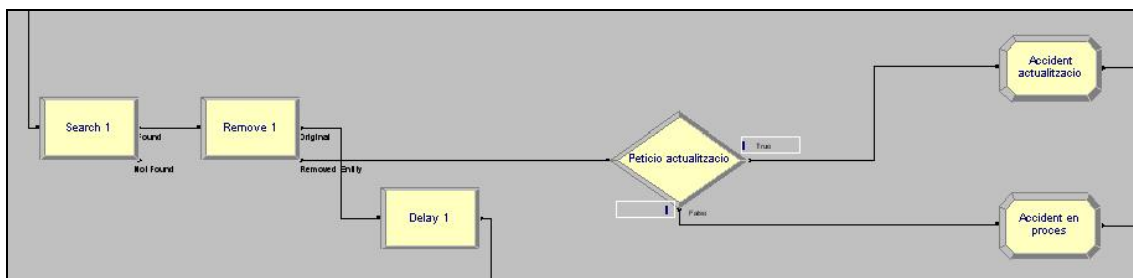 Accident
actualitzacio
Search 1
Found
Not Found
Remove 1
Original
Removed Entity
Peticio actualitzacio
True
False
Delay 1
Accident en
proces